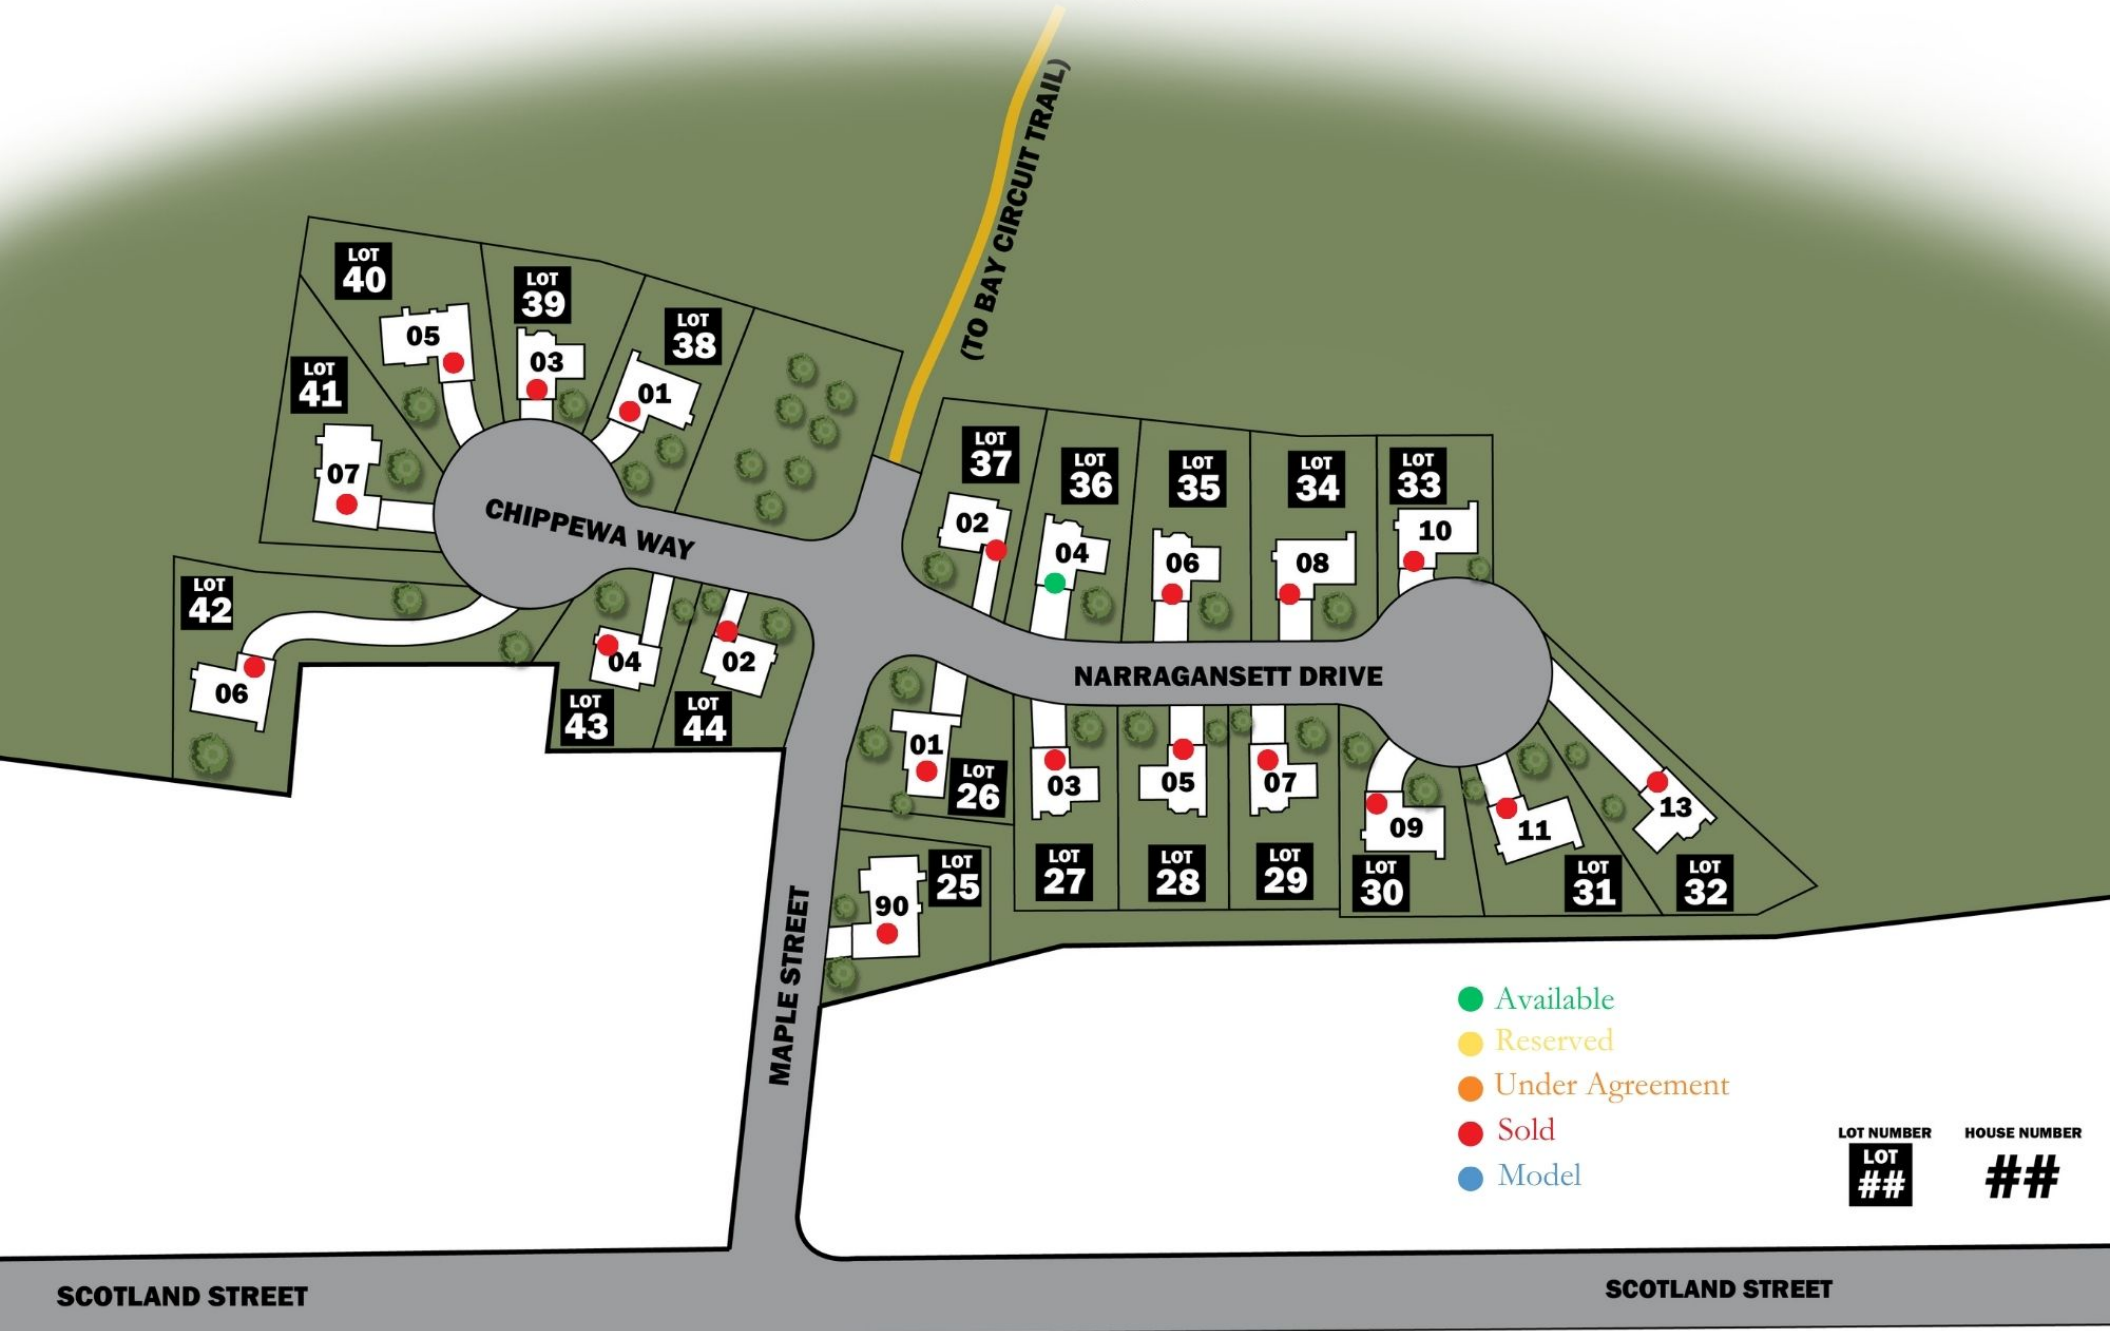 (TO BAY CIRCUIT TRAIL)
LOT
40
05
LOT
39
03
LOT
38
01
LOT
41
07
CHIPPEWA WAY
LOT
42
06
04
LOT
43
02
LOT
44
LOT
37
02
LOT
36
04
LOT
35
06
LOT
34
08
LOT
33
10
NARRAGANSETT DRIVE
01
LOT
26
03
LOT
27
05
LOT
28
07
LOT
29
09
LOT
30
11
LOT
31
13
LOT
32
90
LOT
25
MAPLE STREET
Available
Reserved
Under Agreement
Sold
Model
LOT NUMBER
LOT
##
HOUSE NUMBER
##
SCOTLAND STREET
SCOTLAND STREET